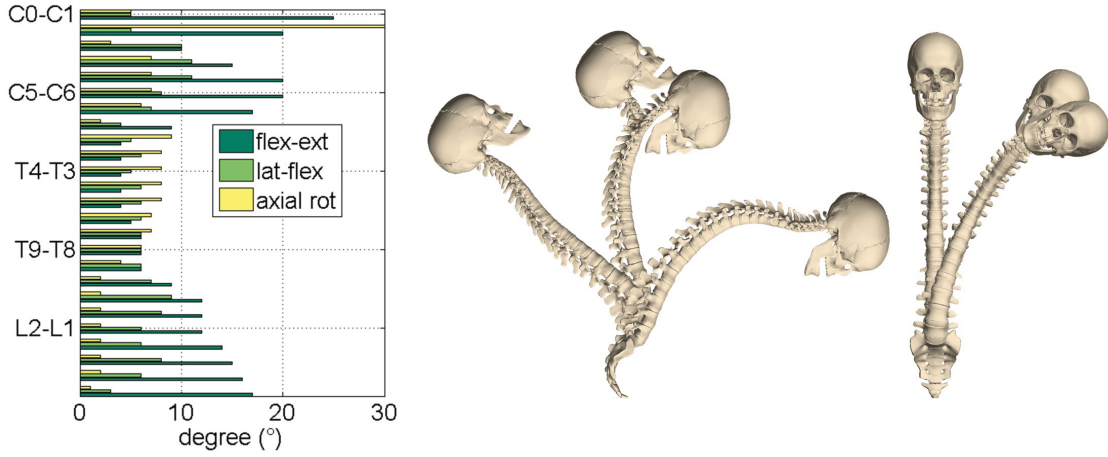 C0-C1
C5-C6
T4-T3
T9-T8
L2-L1
flex-ext
lat-flex
axial rot
0 10 20 30
degree (°)